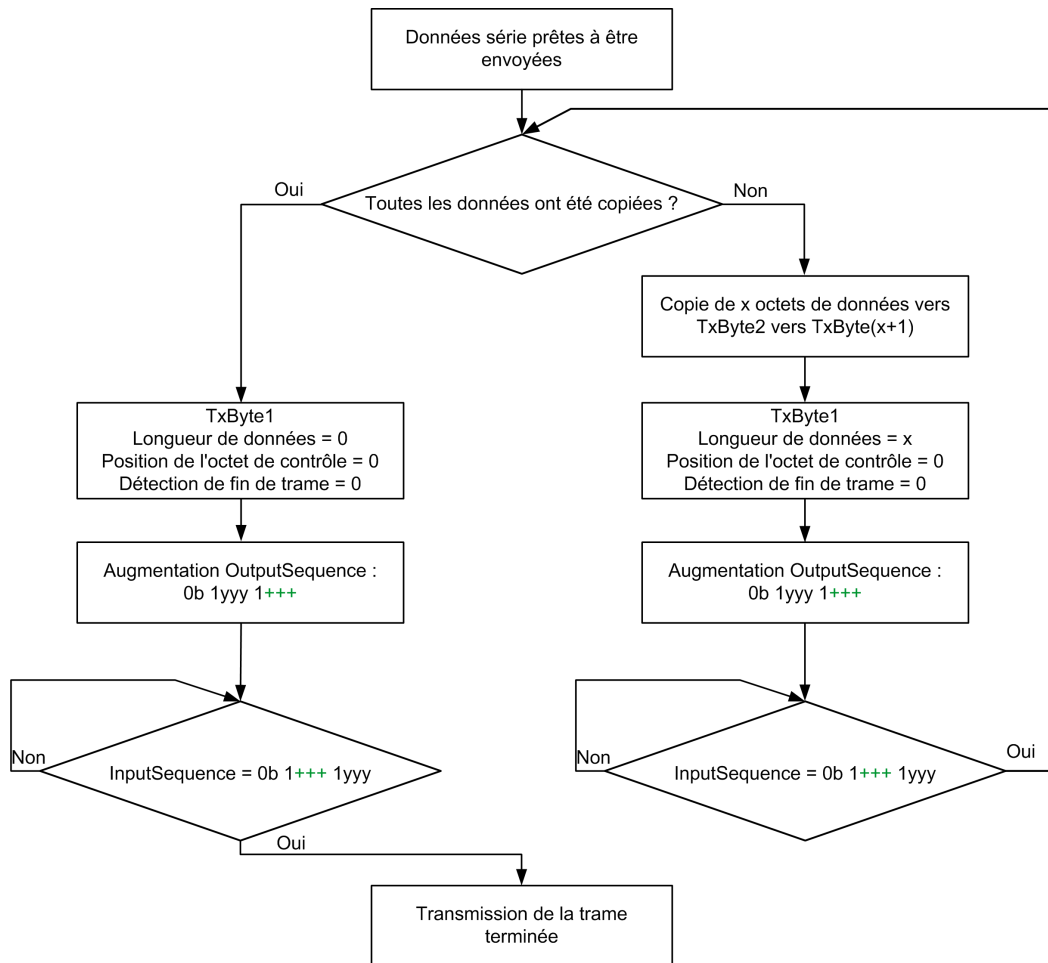 Données série prêtes à être
envoyées
Toutes les données ont été copiées ?
Oui
Non
Copie de x octets de données vers
TxByte2 vers TxByte(x+1)
TxByte1
Longueur de données = 0
Position de l'octet de contrôle = 0
Détection de fin de trame = 0
TxByte1
Longueur de données = x
Position de l'octet de contrôle = 0
Détection de fin de trame = 0
Augmentation OutputSequence :
0b 1yyy 1+++
Augmentation OutputSequence :
0b 1yyy 1+++
Non
InputSequence = 0b 1+++ 1yyy
Oui
Non
InputSequence = 0b 1+++ 1yyy
Oui
Transmission de la trame
terminée